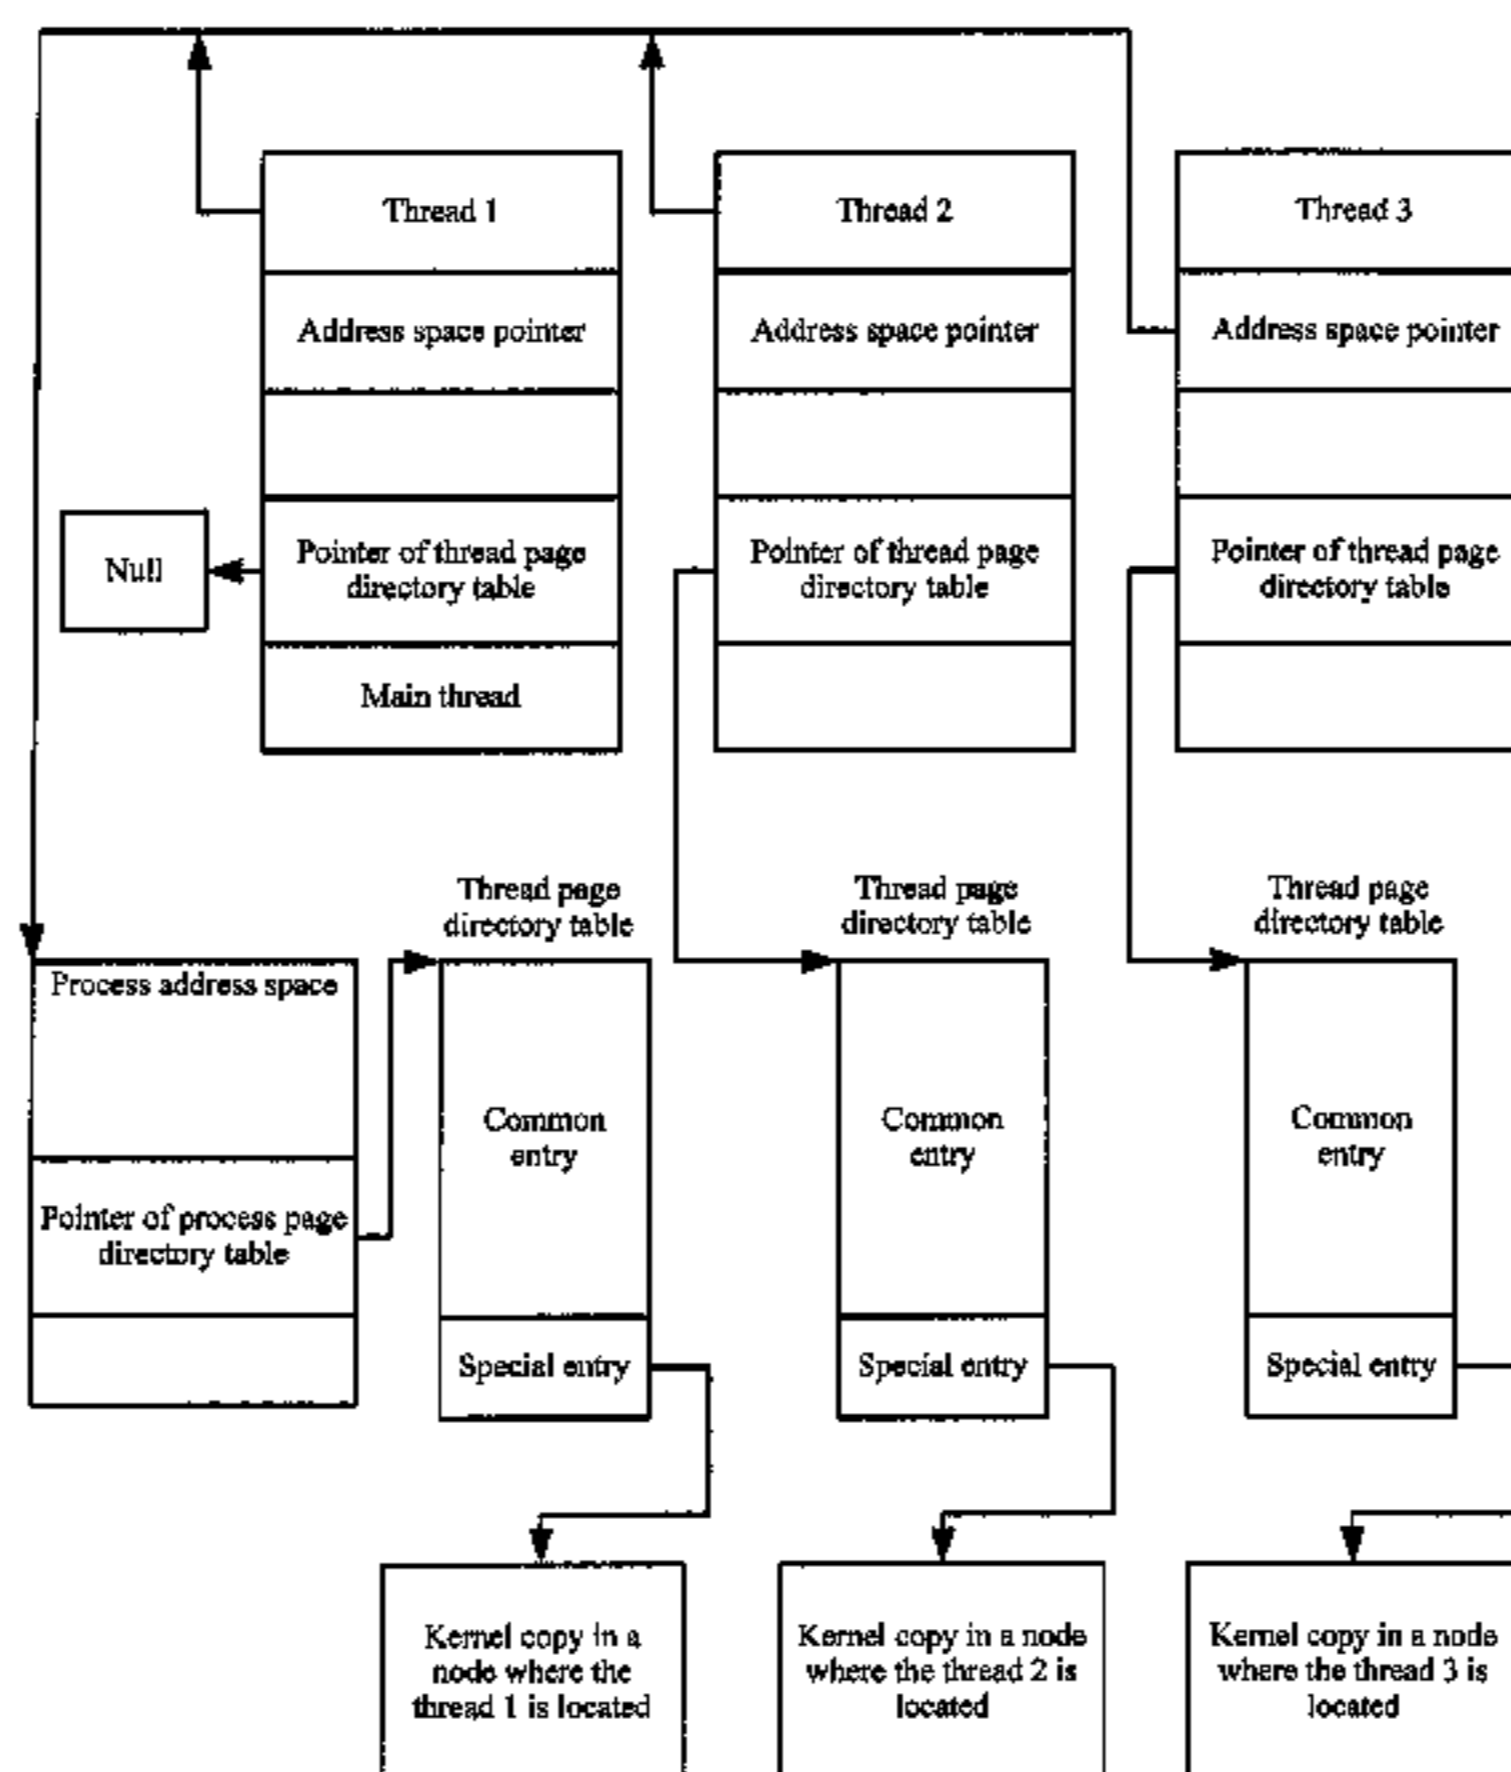 Thread 1
Thread 2
Thread 3
Address space pointer
Address space pointer
Address space pointer
Null
Pointer of thread page
directory table
Pointer of thread page
directory table
Pointer of thread page
directory table
Main thread
Thread page
directory table
Thread page
directory table
Thread page
directory table
Process address space
Common
entry
Common
entry
Common
entry
Pointer of process page
directory table
Special entry
Special entry
Special entry
Kernel copy in a
node where the
thread 1 is located
Kernel copy in a node
where the thread 2 is
located
Kernel copy in a node
where the thread 3 is
located